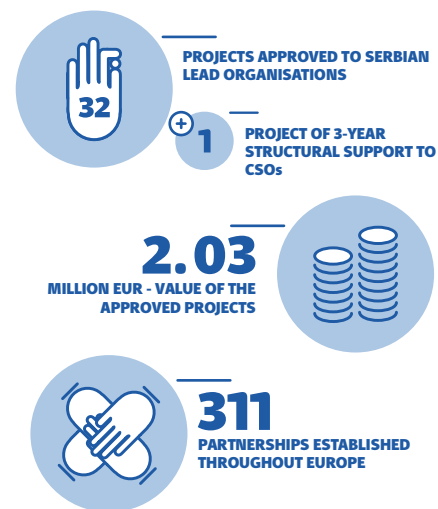 32
PROJECTS APPROVED TO SERBIAN
LEAD ORGANISATIONS
+
1
PROJECT OF 3-YEAR
STRUCTURAL SUPPORT TO
CSOs
2.03
MILLION EUR - VALUE OF THE
APPROVED PROJECTS
311
PARTNERSHIPS ESTABLISHED
THROUGHOUT EUROPE